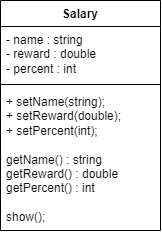 Salary
- name : string
- reward : double
- percent : int
+ setName(string);
+ setReward(double);
+ setPercent(int);
getName() : string
getReward() : double
getPercent() : int
show();